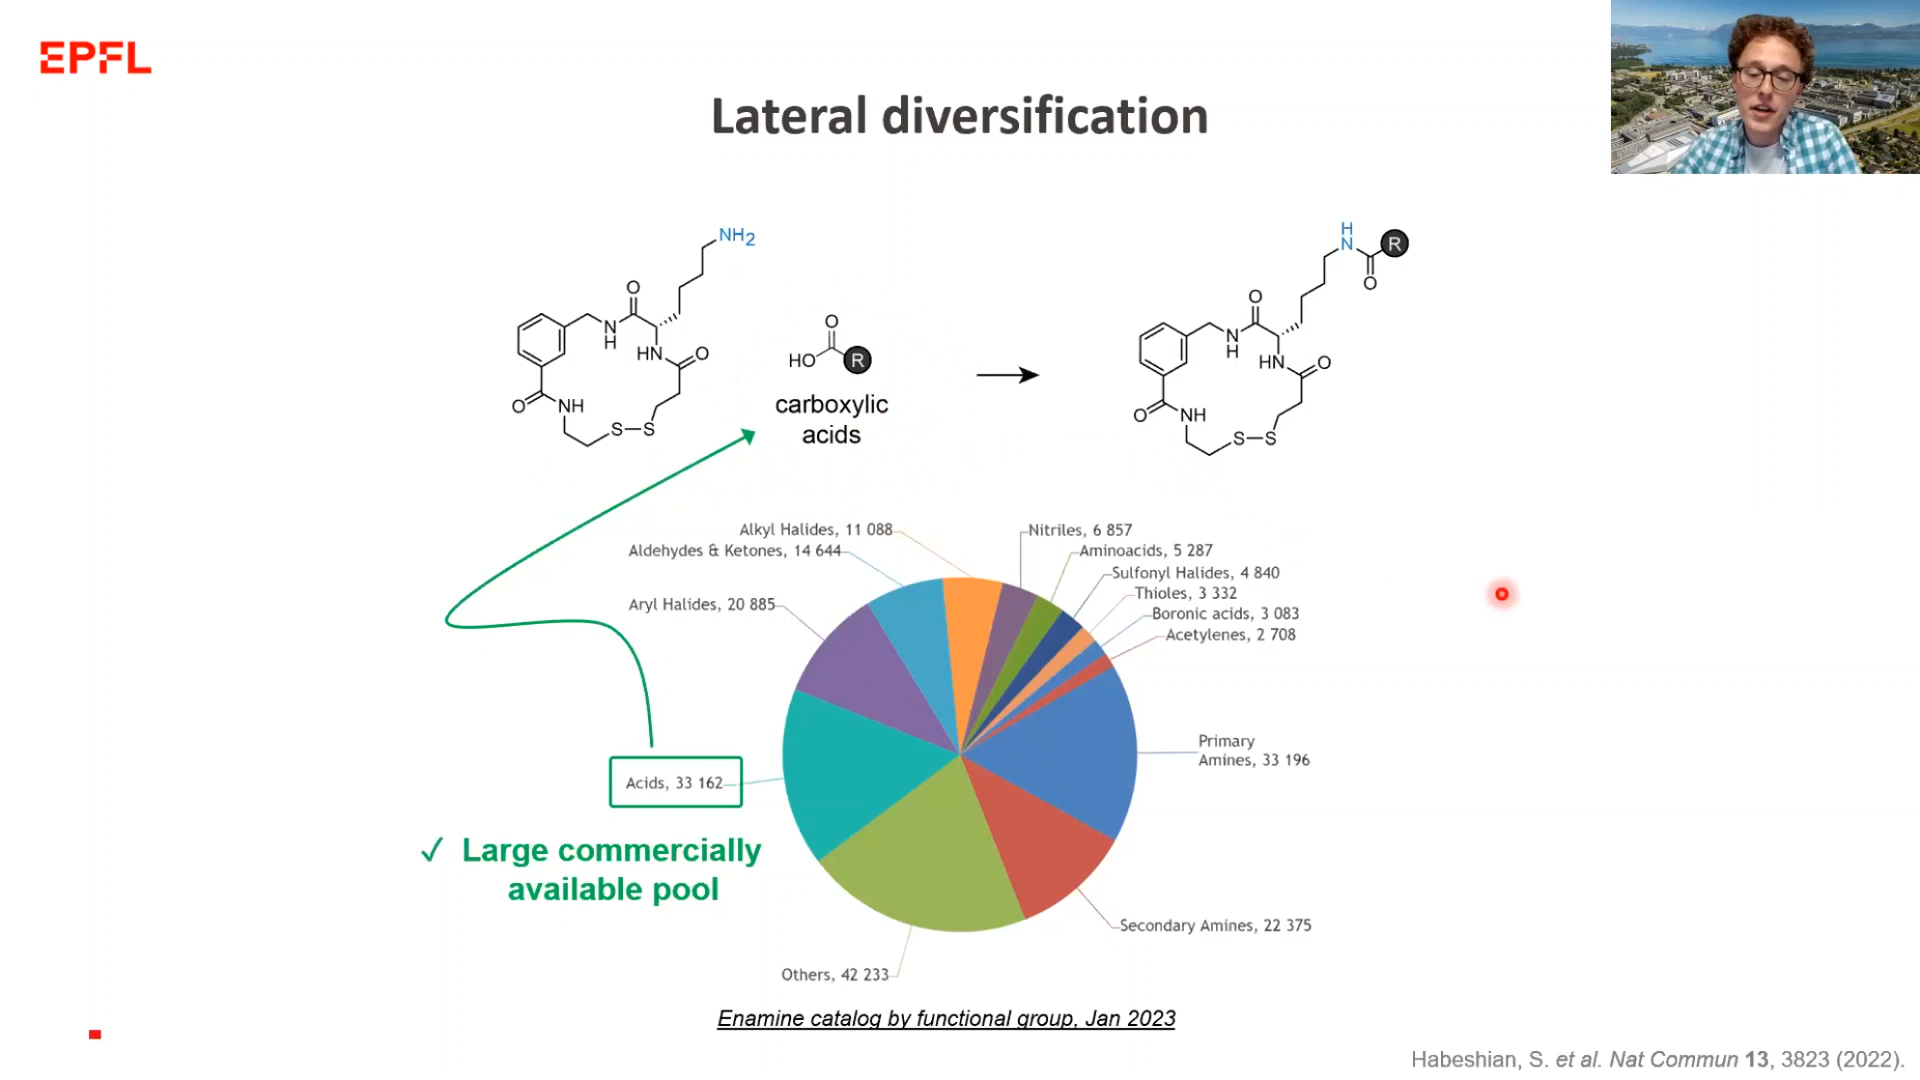 EPFL
Lateral diversification
NH2
O
N
H
HN
O
O
NH
S
S
O
HO
R
carboxylic
acids
H
N
R
O
O
N
H
HN
O
O
NH
S
S
Alkyl Halides, 11 088
Aldehydes & Ketones, 14 644
Aryl Halides, 20 885
Nitriles, 6 857
Aminoacids, 5 287
Sulfonyl Halides, 4 840
Thioles, 3 332
Boronic acids, 3 083
Acetylenes, 2 708
Primary
Amines, 33 196
Acids, 33 162
✓ Large commercially
available pool
Secondary Amines, 22 375
Others, 42 233
Enamine catalog by functional group, Jan 2023
Habeshian, S. et al. Nat Commun 13, 3823 (2022).